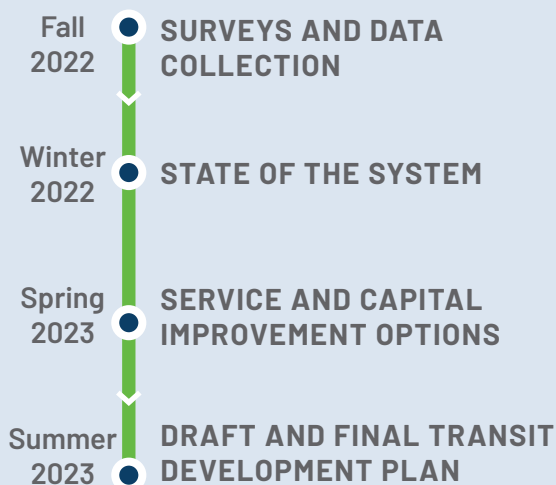 Fall
2022
SURVEYS AND DATA
COLLECTION
Winter
2022
STATE OF THE SYSTEM
Spring
2023
SERVICE AND CAPITAL
IMPROVEMENT OPTIONS
Summer
2023
DRAFT AND FINAL TRANSIT
DEVELOPMENT PLAN